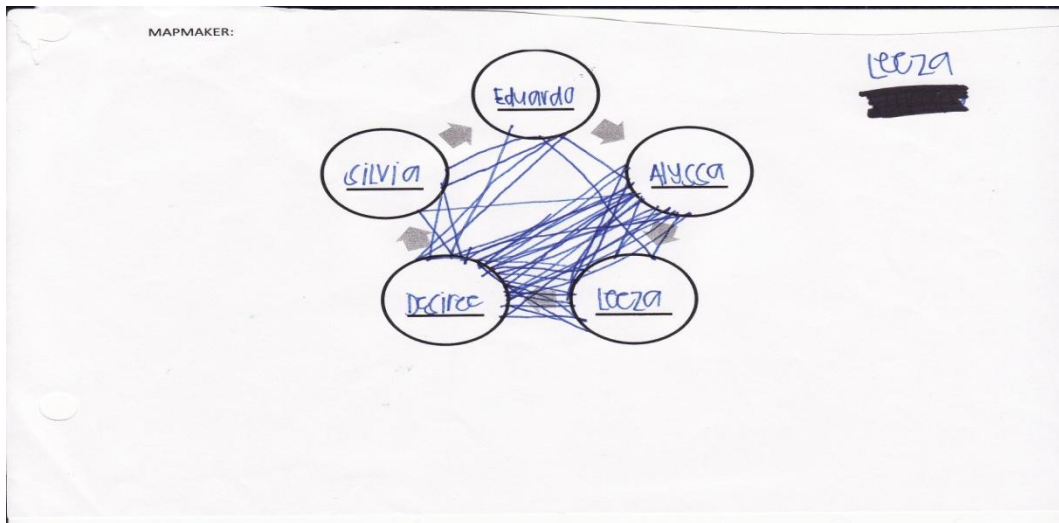 MAPMAKER:
Leeza
Eduardo
Silvia
Alyssa
Desiree
Leeza